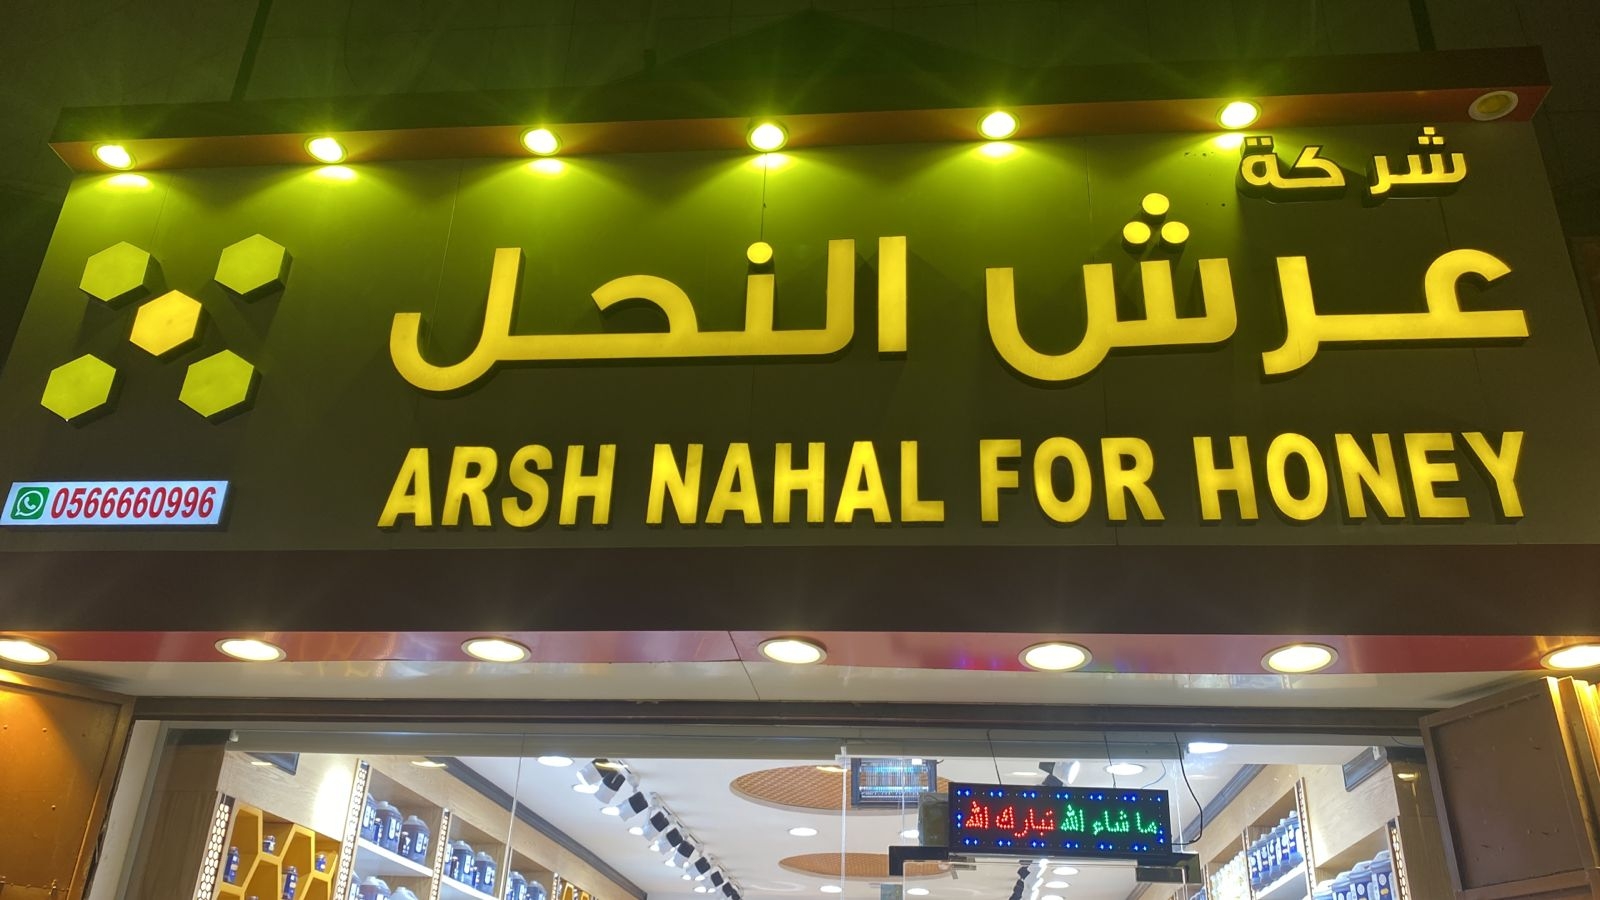 شركة
عرش النحل
ARSH NAHAL FOR HONEY
0566660996
ما شاء الله تبارك الله